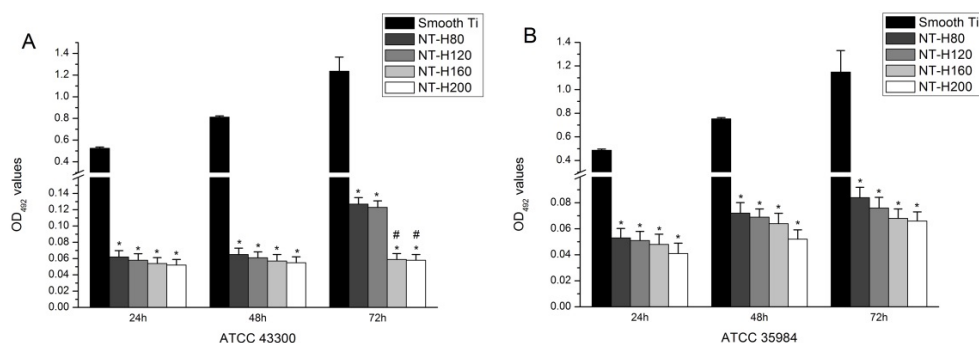 A
Smooth Ti
NT-H80
NT-H120
NT-H160
NT-H200
OD492 values
1.4
1.2
1.0
0.8
0.6
0.4
0.12
0.10
0.08
0.06
0.04
0.02
0.00
* * * *
* * * *
* * # * # *
24h 48h 72h
ATCC 43300
B
Smooth Ti
NT-H80
NT-H120
NT-H160
NT-H200
OD492 values
1.4
1.2
1.0
0.8
0.6
0.4
0.08
0.06
0.04
0.02
0.00
* * * *
* * * *
* * * *
24h 48h 72h
ATCC 35984